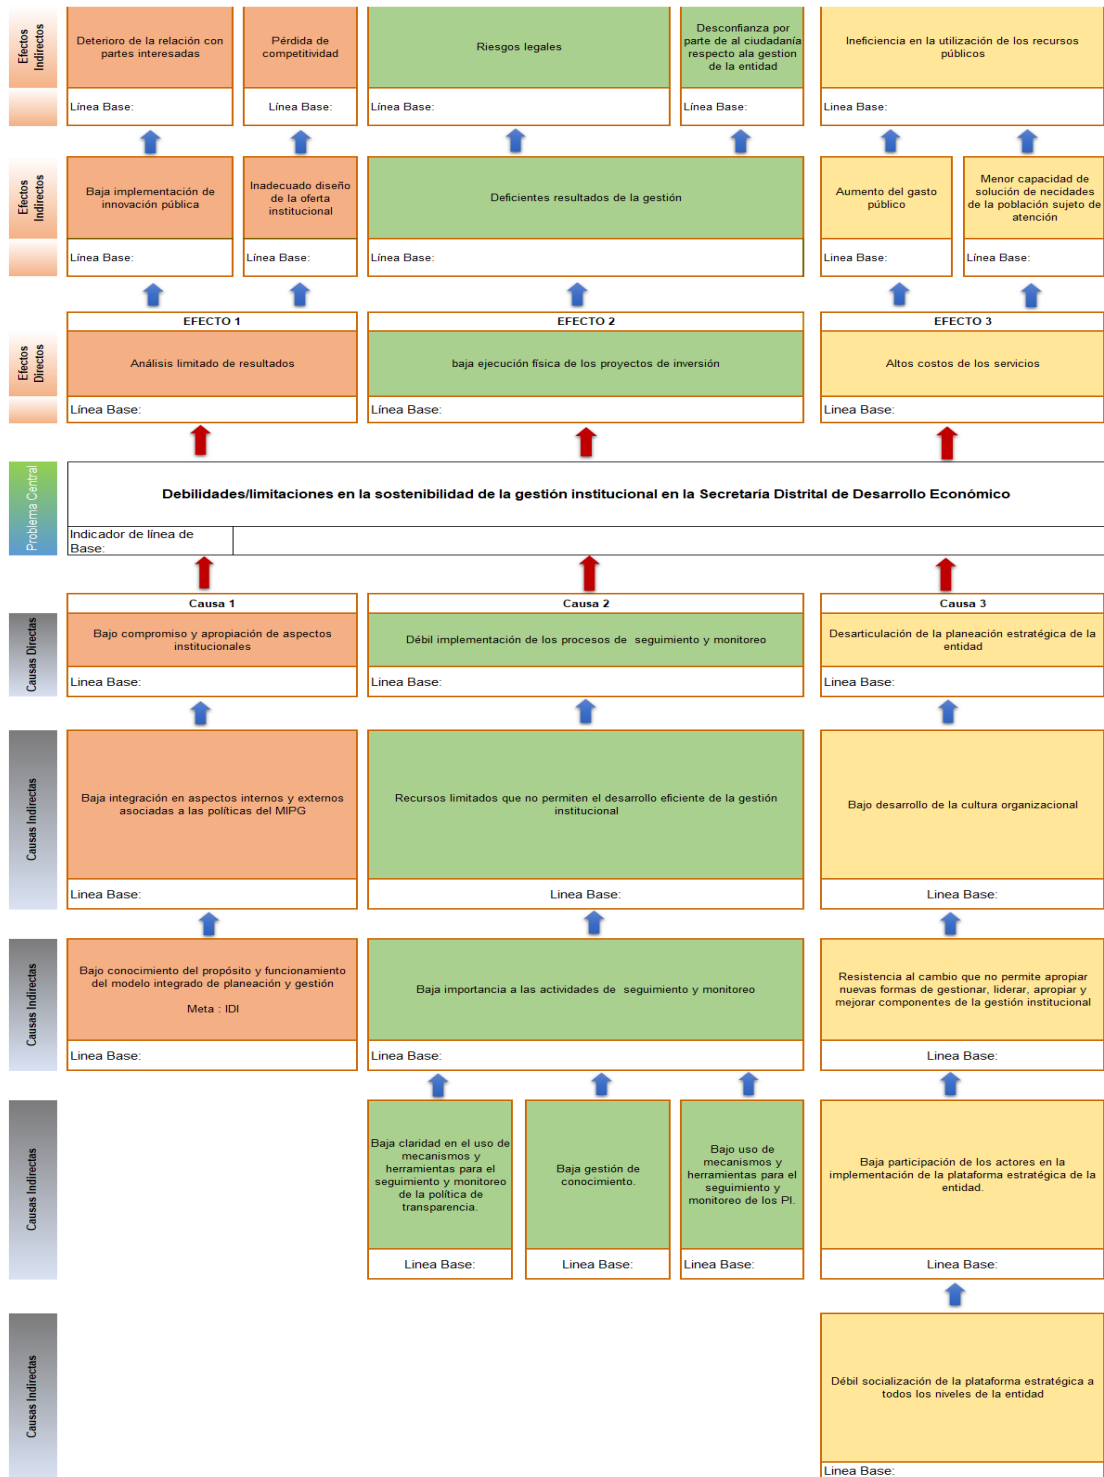 Efectos
Indirectos
Deterioro de la relación con
partes interesadas
Pérdida de
competitividad
Riesgos legales
Desconfianza por
parte de al ciudadanía
respecto ala gestion
de la entidad
Ineficiencia en la utilización de los recursos
públicos
Línea Base:
Línea Base:
Línea Base:
Línea Base:
Linea Base:
Efectos
Indirectos
Baja implementación de
innovación pública
Inadecuado diseño
de la oferta
institucional
Deficientes resultados de la gestión
Aumento del gasto
público
Menor capacidad de
solución de necidades
de la población sujeto de
atención
Línea Base:
Línea Base:
Línea Base:
Linea Base:
Línea Base:
Efectos
Directos
EFECTO 1
EFECTO 2
EFECTO 3
Análisis limitado de resultados
baja ejecución física de los proyectos de inversión
Altos costos de los servicios
Línea Base:
Línea Base:
Linea Base:
Problema Central
Debilidades/limitaciones en la sostenibilidad de la gestión institucional en la Secretaría Distrital de Desarrollo Económico
Indicador de línea de
Base:
Causas Directas
Causa 1
Causa 2
Causa 3
Bajo compromiso y apropiación de aspectos
institucionales
Débil implementación de los procesos de  seguimiento y monitoreo
Desarticulación de la planeación estratégica de la
entidad
Linea Base:
Linea Base:
Linea Base:
Causas Indirectas
Baja integración en aspectos internos y externos
asociadas a las políticas del MIPG
Recursos limitados que no permiten el desarrollo eficiente de la gestión
institucional
Bajo desarrollo de la cultura organizacional
Linea Base:
Linea Base:
Linea Base:
Causas Indirectas
Bajo conocimiento del propósito y funcionamiento
del modelo integrado de planeación y gestión
Meta : IDI
Baja importancia a las actividades de  seguimiento y monitoreo
Resistencia al cambio que no permite apropiar
nuevas formas de gestionar, liderar, apropiar y
mejorar componentes de la gestión institucional
Linea Base:
Linea Base:
Linea Base:
Causas Indirectas
Baja claridad en el uso de
mecanismos y
herramientas para el
seguimiento y monitoreo
de la política de
transparencia.
Baja gestión de
conocimiento.
Bajo uso de
mecanismos y
herramientas para el
seguimiento y
monitoreo de los PI.
Baja participación de los actores en la
implementación de la plataforma estratégica de la
entidad.
Linea Base:
Linea Base:
Linea Base:
Linea Base:
Causas Indirectas
Débil socialización de la plataforma estratégica a
todos los niveles de la entidad
Linea Base: